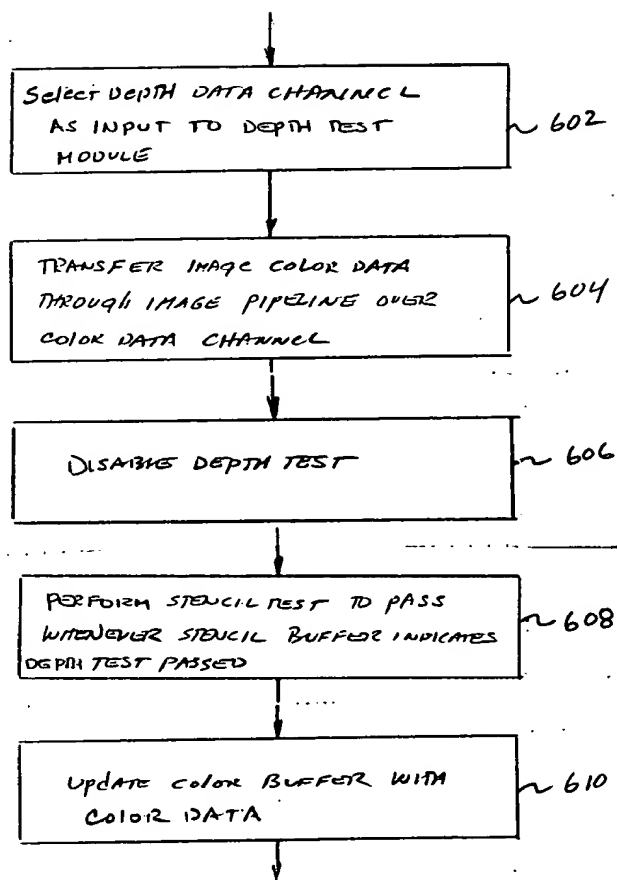 Select DEPTH DATA CHANNEL
AS INPUT TO DEPTH TEST
MODULE
602
TRANSFER IMAGE COLOR DATA
THROUGH IMAGE PIPELINE OVER
COLOR DATA CHANNEL
604
DISABLE DEPTH TEST
606
PERFORM STENCIL TEST TO PASS
WHENEVER STENCIL BUFFER INDICATES
DEPTH TEST PASSED
608
UPDATE COLOR BUFFER WITH
COLOR DATA
610